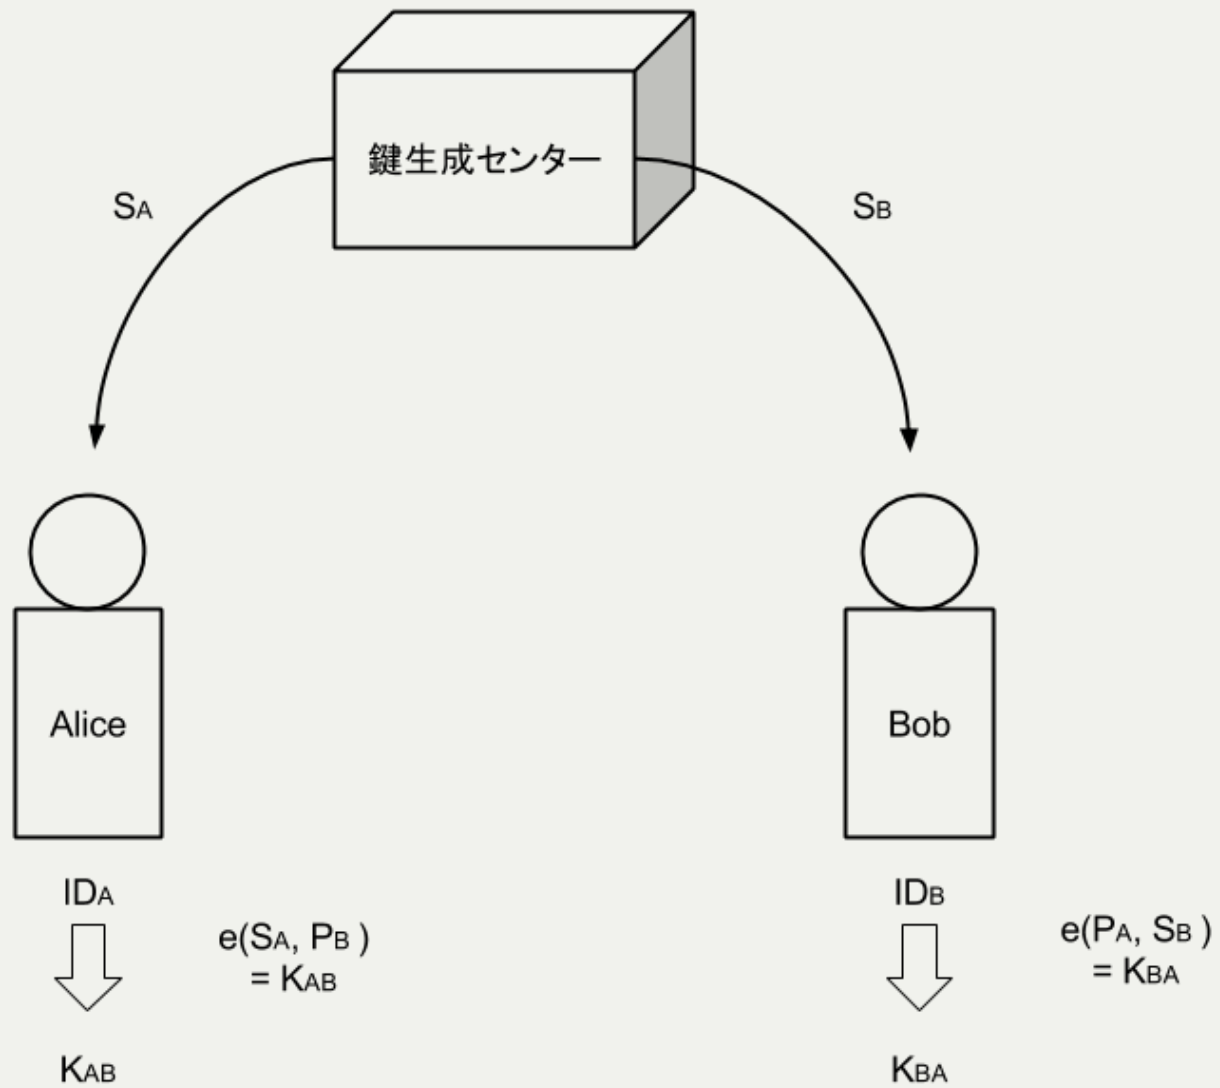 鍵生成センター
SA
SB
Alice
Bob
IDA
IDB
e(SA, PB )
= KAB
e(PA, SB )
= KBA
KAB
KBA